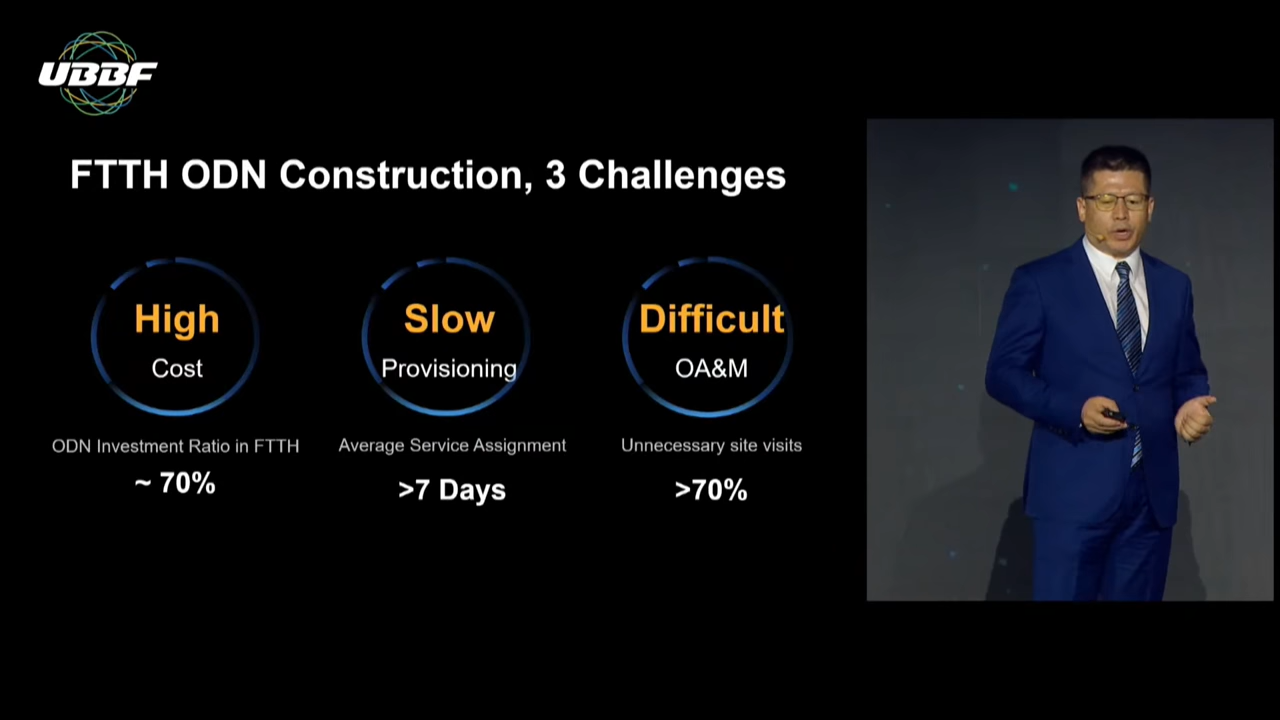 UBBF
FTTH ODN Construction, 3 Challenges
High
Cost
ODN Investment Ratio in FTTH
~ 70%
Slow
Provisioning
Average Service Assignment
>7 Days
Difficult
OA&M
Unnecessary site visits
>70%